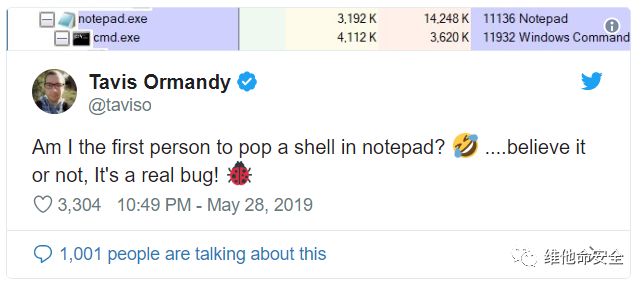 notepad.exe 3,192 K 14,248 K 11136 Notepad
cmd.exe 4,112 K 3,620 K 11932 Windows Command
Tavis Ormandy
@taviso
Am I the first person to pop a shell in notepad? 🤣 ....believe it
or not, It's a real bug! 🐞
3,304 10:49 PM - May 28, 2019
1,001 people are talking about this
维他命安全